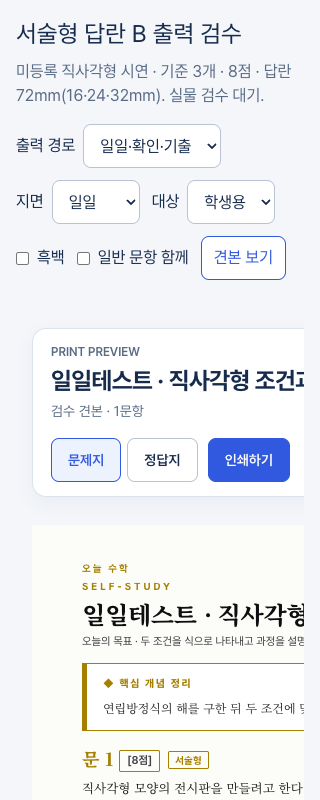 서술형 답란 B 출력 검수
미등록 직사각형 시연 · 기준 3개 · 8점 · 답란
72mm(16·24·32mm). 실물 검수 대기.
출력 경로 일일·확인·기출
지면 일일 대상 학생용
흑백 일반 문항 함께 견본 보기
PRINT PREVIEW
일일테스트 · 직사각형 조건과
검수 견본 · 1문항
문제지 정답지 인쇄하기
오늘 수학
SELF-STUDY
일일테스트 · 직사각형
오늘의 목표 · 두 조건을 식으로 나타내고 과정을 설명
◆ 핵심 개념 정리
연립방정식의 해를 구한 뒤 두 조건에
문 1 [8점] 서술형
직사각형 모양의 전시판을 만들려고 한다